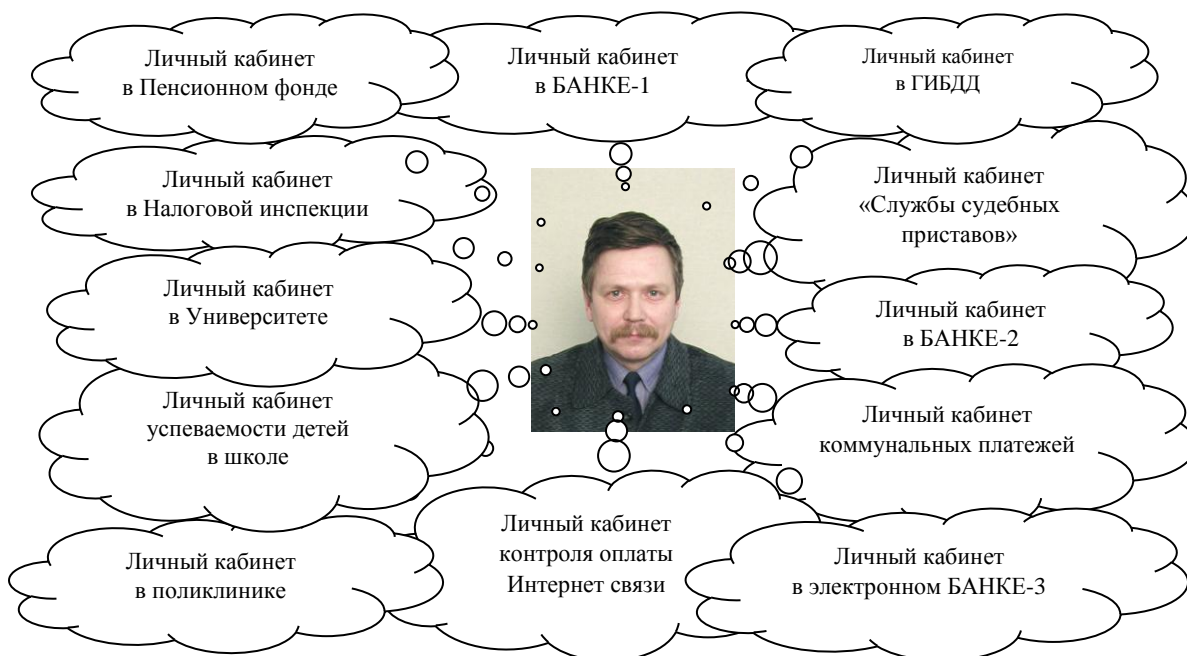 Личный кабинет
в Пенсионном фонде
Личный кабинет
в БАНКЕ-1
Личный кабинет
в ГИБДД
Личный кабинет
в Налоговой инспекции
Личный кабинет
«Службы судебных
приставов»
Личный кабинет
в Университете
Личный кабинет
в БАНКЕ-2
Личный кабинет
успеваемости детей
в школе
Личный кабинет
коммунальных платежей
Личный кабинет
в поликлинике
Личный кабинет
контроля оплаты
Интернет связи
Личный кабинет
в электронном БАНКЕ-3